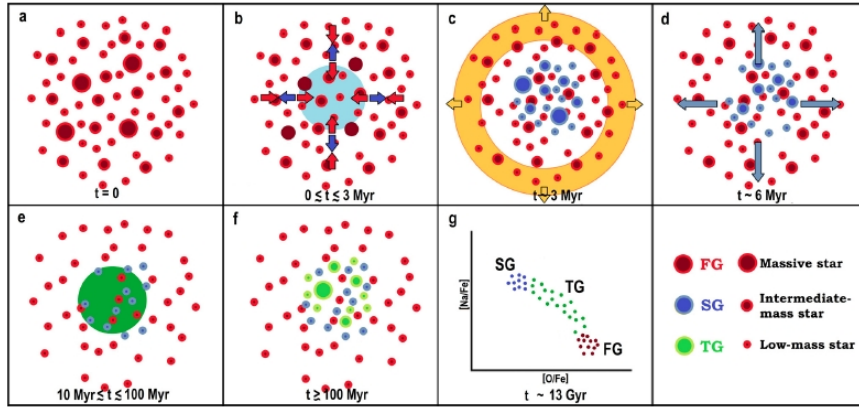 a
t = 0
b
0 ≲ t ≲ 3 Myr
c
t ~ 3 Myr
d
t ~ 6 Myr
e
10 Myr ≲ t ≲ 100 Myr
f
t ≥ 100 Myr
g
[Na/Fe]
SG
TG
FG
[O/Fe]
t ~ 13 Gyr
FG Massive star
SG Intermediate-
mass star
TG Low-mass star